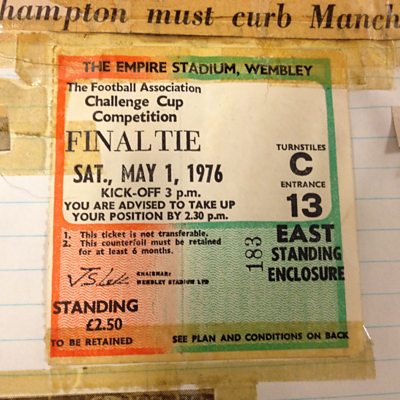 hampton must curb Manch
THE EMPIRE STADIUM, WEMBLEY
The Football Association
Challenge Cup
Competition
FINAL TIE
SAT., MAY 1, 1976
KICK-OFF 3 p.m.
YOU ARE ADVISED TO TAKE UP
YOUR POSITION BY 2.30 p.m.
TURNSTILES
C
ENTRANCE
13
EAST
STANDING
ENCLOSURE
1. This ticket is not transferable.
2. This counterfoil must be retained
for at least 6 months.
183
CHAIRMAN:
WEMBLEY STADIUM LTD
STANDING
£2.50
TO BE RETAINED
SEE PLAN AND CONDITIONS ON BACK